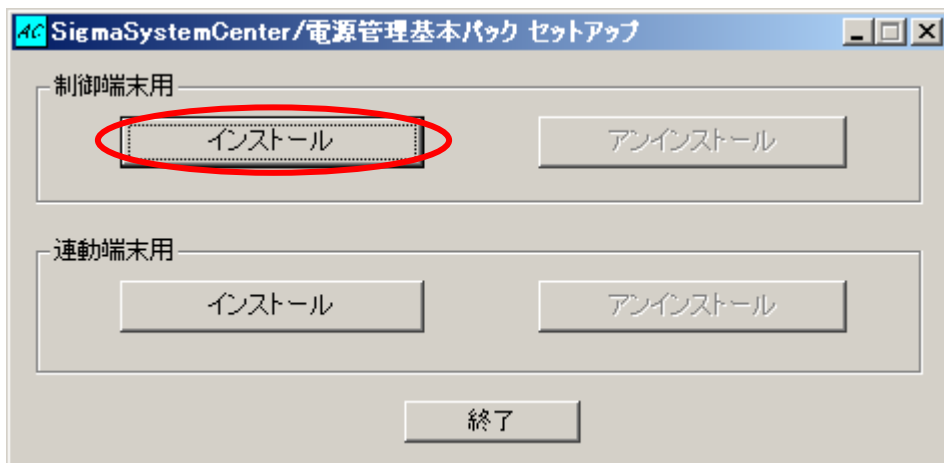 AC SigmaSystemCenter/電源管理基本パック セットアップ
制御端末用
インストール アンインストール
連動端末用
インストール アンインストール
終了